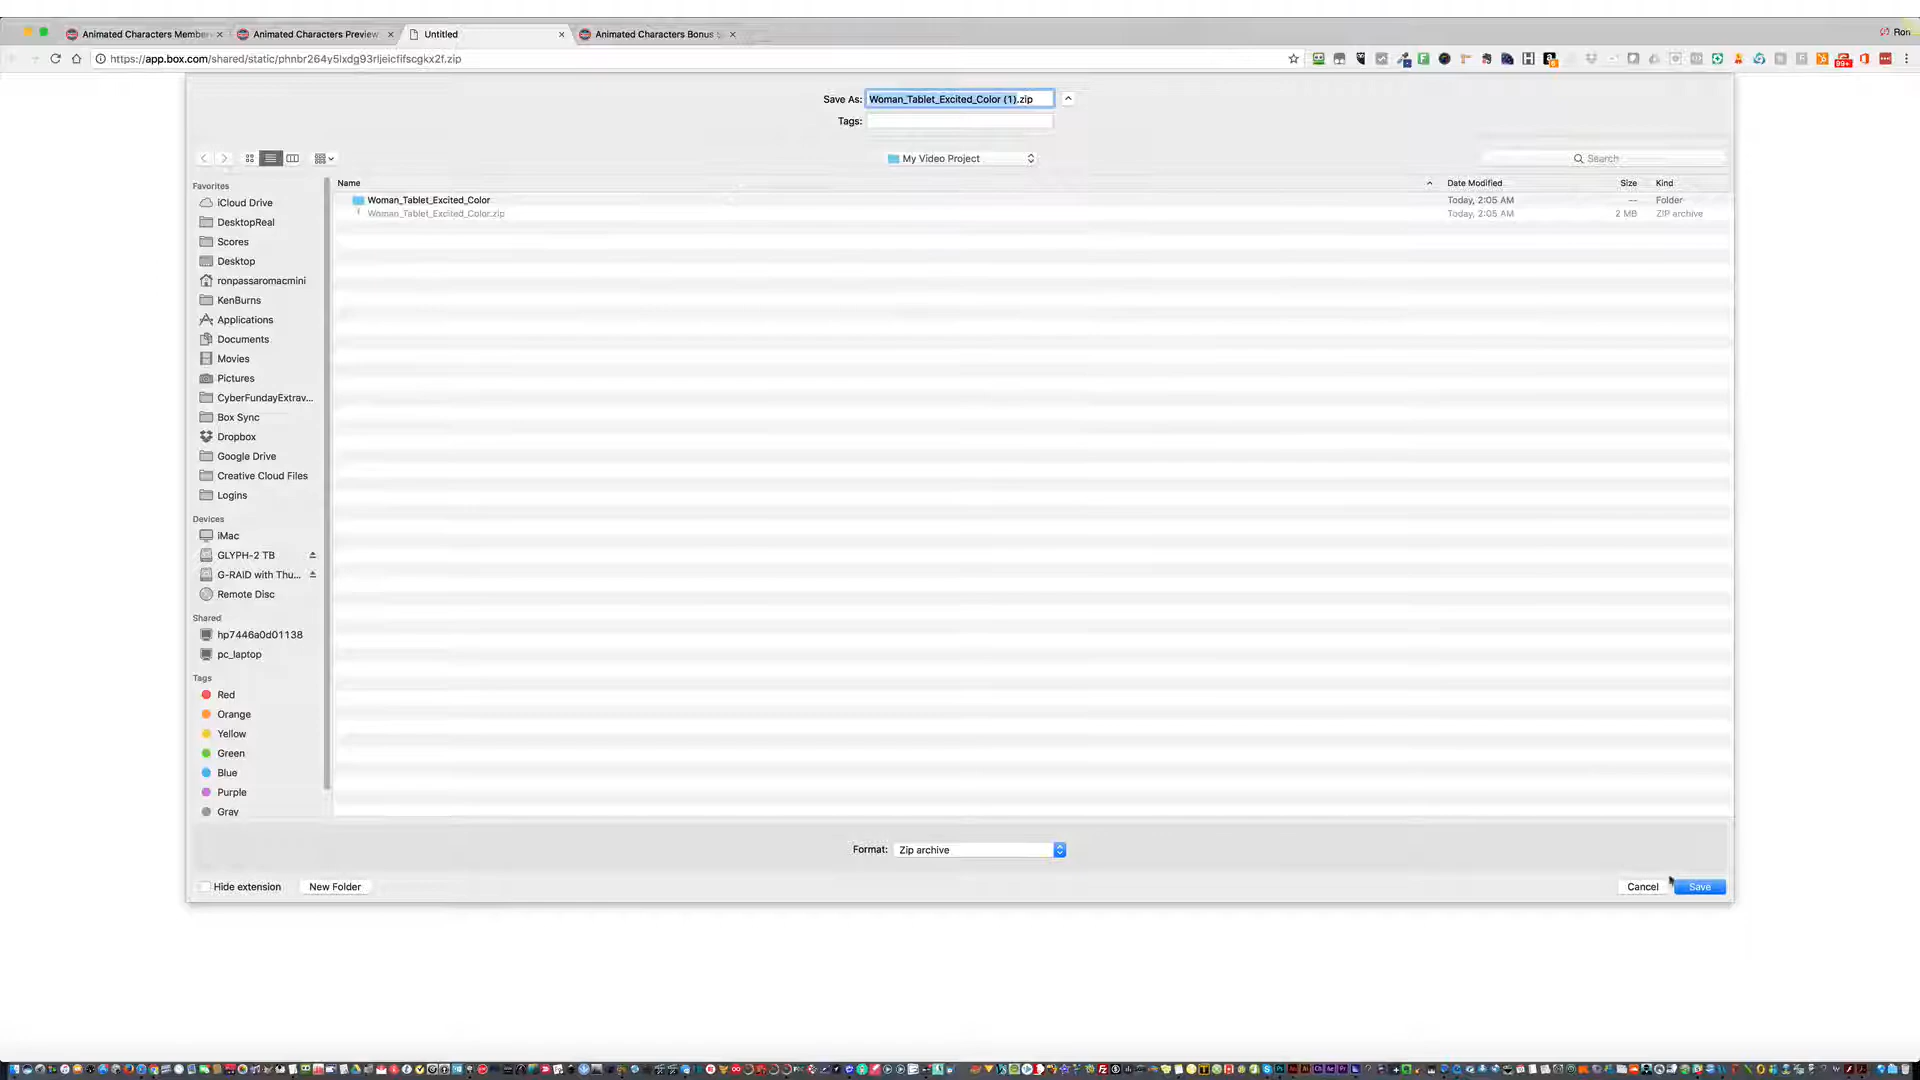 Animated Characters Member
Animated Characters Preview
Untitled
Animated Characters Bonus
Ron
https://app.box.com/shared/static/phnbr264y5lxdg93rljeicfifscgkx2f.zip
99+
Save As: Woman_Tablet_Excited_Color (1).zip
Tags:
My Video Project
Search
Name Date Modified Size Kind
Woman_Tablet_Excited_Color Today, 2:05 AM -- Folder
Woman_Tablet_Excited_Color.zip Today, 2:05 AM 2 MB ZIP archive
Favorites
iCloud Drive
DesktopReal
Scores
Desktop
ronpassaromacmini
KenBurns
Applications
Documents
Movies
Pictures
CyberFundayExtrav...
Box Sync
Dropbox
Google Drive
Creative Cloud Files
Logins
Devices
iMac
GLYPH-2 TB
G-RAID with Thu...
Remote Disc
Shared
hp7446a0d01138
pc_laptop
Tags
Red
Orange
Yellow
Green
Blue
Purple
Gray
Format: Zip archive
Hide extension
New Folder
Cancel
Save